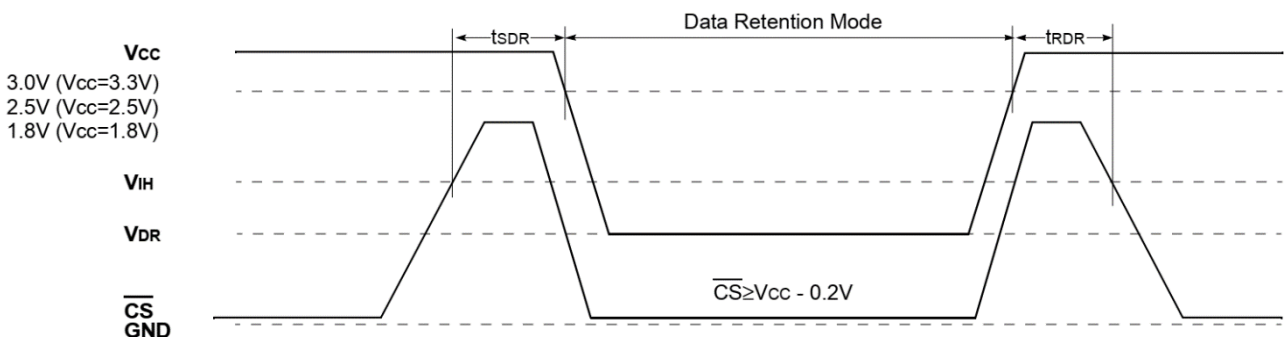 Data Retention Mode
tSDR
tRDR
VCC
3.0V (Vcc=3.3V)
2.5V (Vcc=2.5V)
1.8V (Vcc=1.8V)
VIH
VDR
CS≥VCC - 0.2V
CS
GND